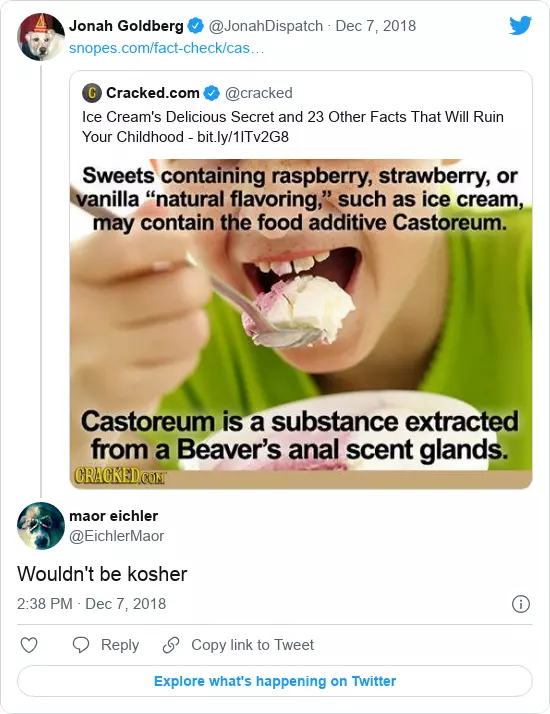 Jonah Goldberg @JonahDispatch · Dec 7, 2018
snopes.com/fact-check/cas…
Cracked.com @cracked
Ice Cream's Delicious Secret and 23 Other Facts That Will Ruin
Your Childhood - bit.ly/1ITv2G8
Sweets containing raspberry, strawberry, or
vanilla “natural flavoring,” such as ice cream,
may contain the food additive Castoreum.
Castoreum is a substance extracted
from a Beaver's anal scent glands.
CRACKED.COM
maor eichler
@EichlerMaor
Wouldn't be kosher
2:38 PM · Dec 7, 2018
Reply Copy link to Tweet
Explore what's happening on Twitter